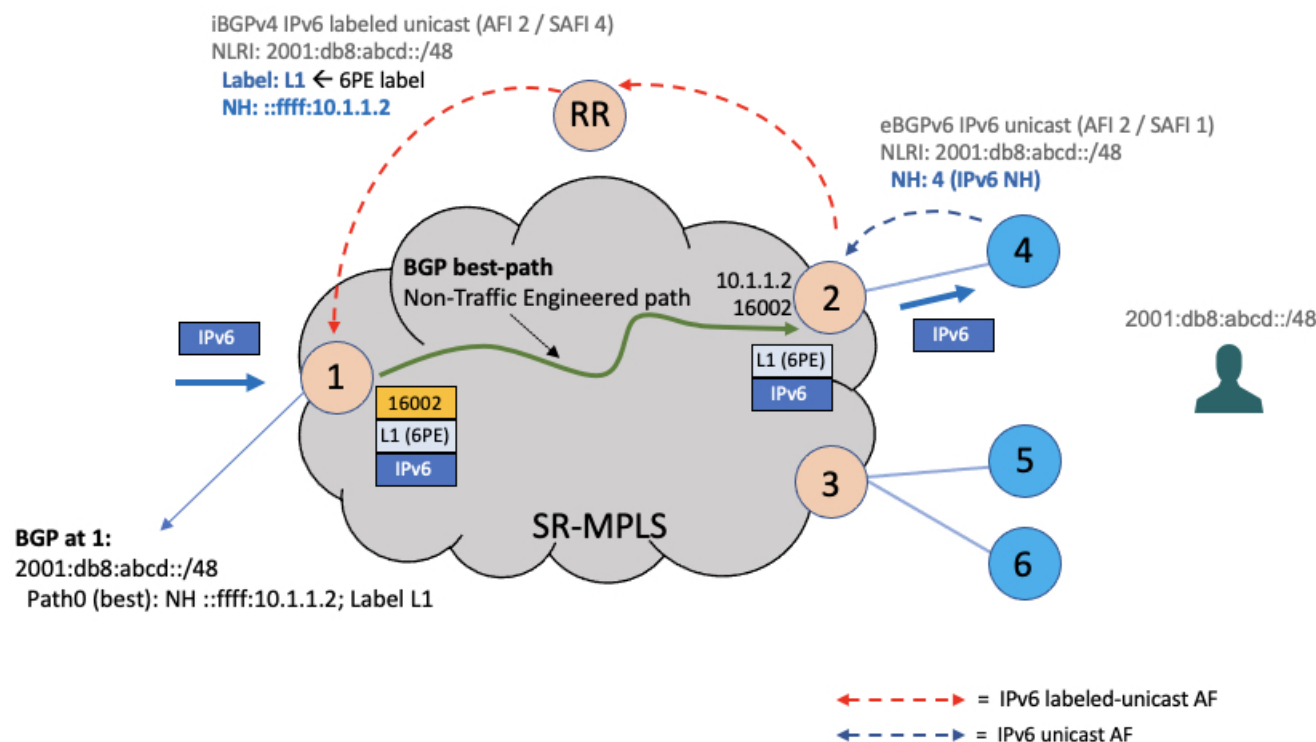 iBGPv4 IPv6 labeled unicast (AFI 2 / SAFI 4)
NLRI: 2001:db8:abcd::/48
Label: L1 ← 6PE label
NH: ::ffff:10.1.1.2
RR
eBGPv6 IPv6 unicast (AFI 2 / SAFI 1)
NLRI: 2001:db8:abcd::/48
NH: 4 (IPv6 NH)
4
BGP best-path
Non-Traffic Engineered path
10.1.1.2
16002
2
IPv6
IPv6
2001:db8:abcd::/48
1
L1 (6PE)
IPv6
16002
L1 (6PE)
IPv6
5
3
SR-MPLS
6
BGP at 1:
2001:db8:abcd::/48
Path0 (best): NH ::ffff:10.1.1.2; Label L1
= IPv6 labeled-unicast AF
= IPv6 unicast AF